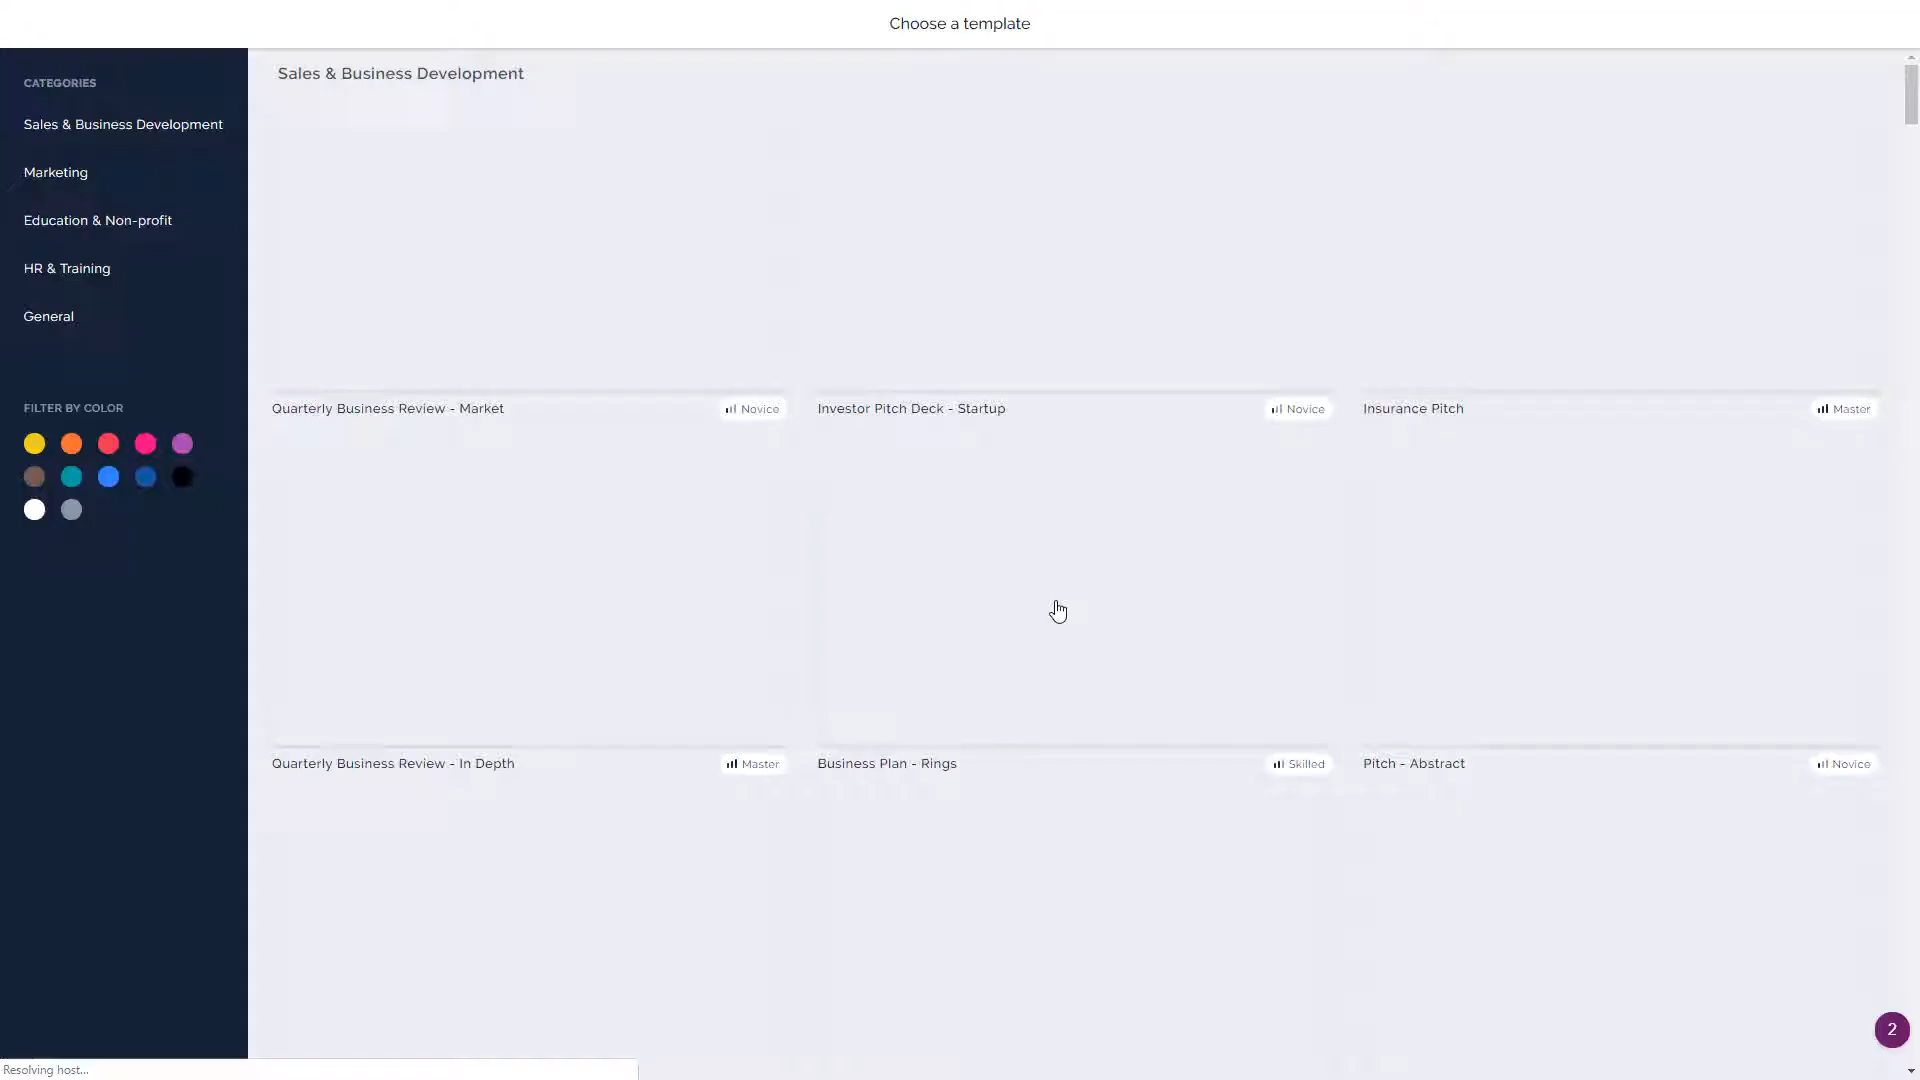 Choose a template
CATEGORIES
Sales & Business Development
Marketing
Education & Non-profit
HR & Training
General
FILTER BY COLOR
Sales & Business Development
Quarterly Business Review - Market
Novice
Investor Pitch Deck - Startup
Novice
Insurance Pitch
Master
Quarterly Business Review - In Depth
Master
Business Plan - Rings
Skilled
Pitch - Abstract
Novice
2
Resolving host...